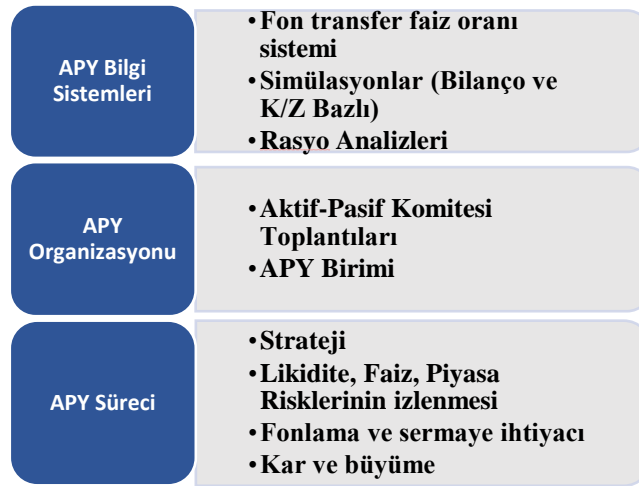 APY Bilgi
Sistemleri
•Fon transfer faiz oranı
sistemi
•Simülasyonlar (Bilanço ve
K/Z Bazlı)
•Rasyo Analizleri
APY
Organizasyonu
•Aktif-Pasif Komitesi
Toplantıları
•APY Birimi
APY Süreci
•Strateji
•Likidite, Faiz, Piyasa
Risklerinin izlenmesi
•Fonlama ve sermaye ihtiyacı
•Kar ve büyüme